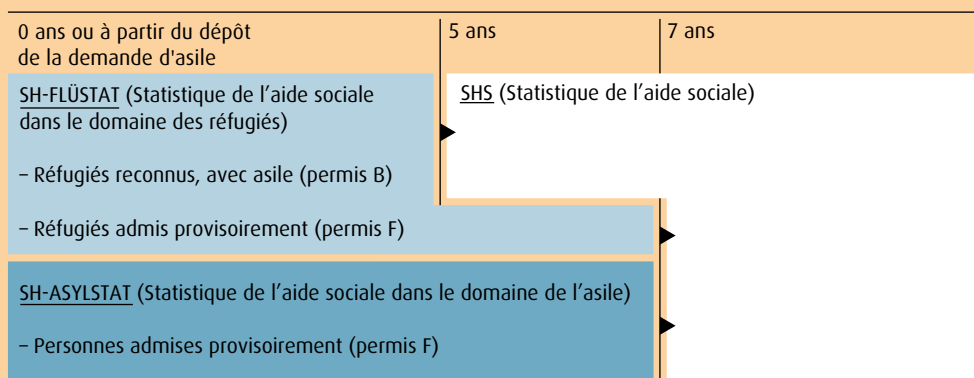 0 ans ou à partir du dépôt
de la demande d'asile
5 ans
7 ans
SH-FLÜSTAT (Statistique de l'aide sociale
dans le domaine des réfugiés)
– Réfugiés reconnus, avec asile (permis B)
– Réfugiés admis provisoirement (permis F)
SHS (Statistique de l'aide sociale)
SH-ASYLSTAT (Statistique de l'aide sociale dans le domaine de l'asile)
– Personnes admises provisoirement (permis F)